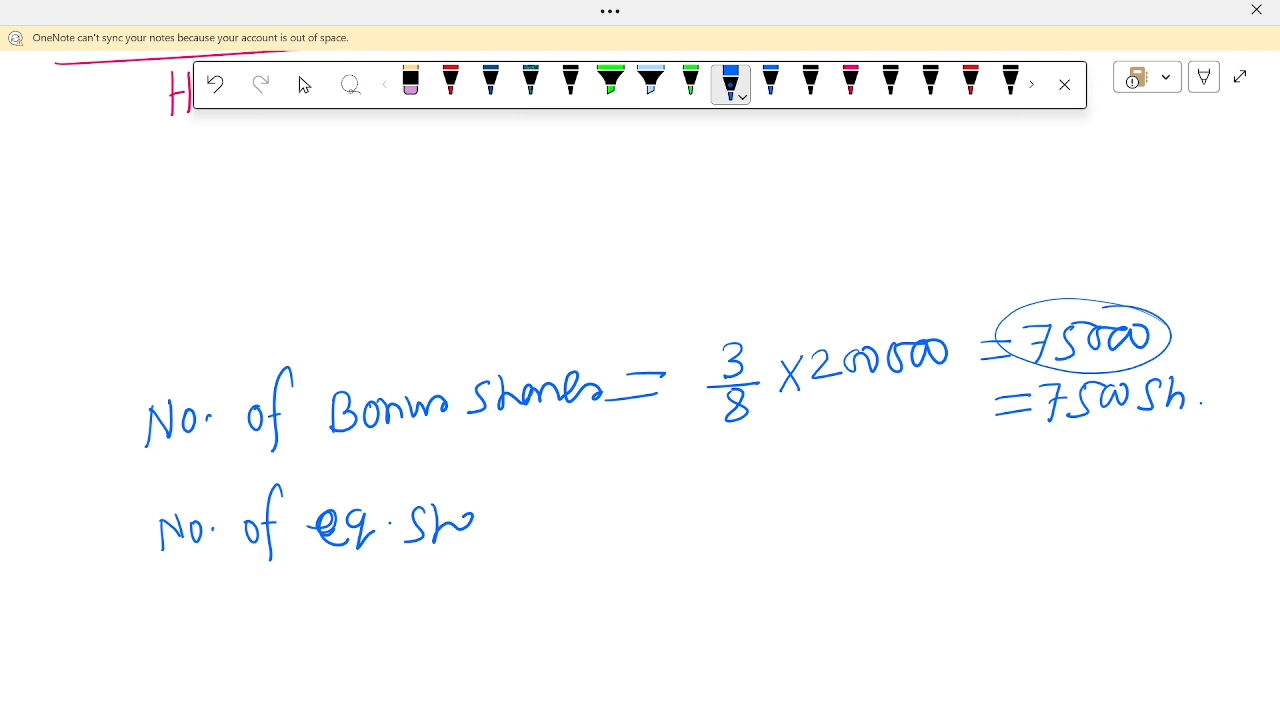 OneNote can't sync your notes because your account is out of space.
H
No. of Bonus shares = 3/8 × 200000 = 75000
= 7500 Sh.
No. of eq. Sha